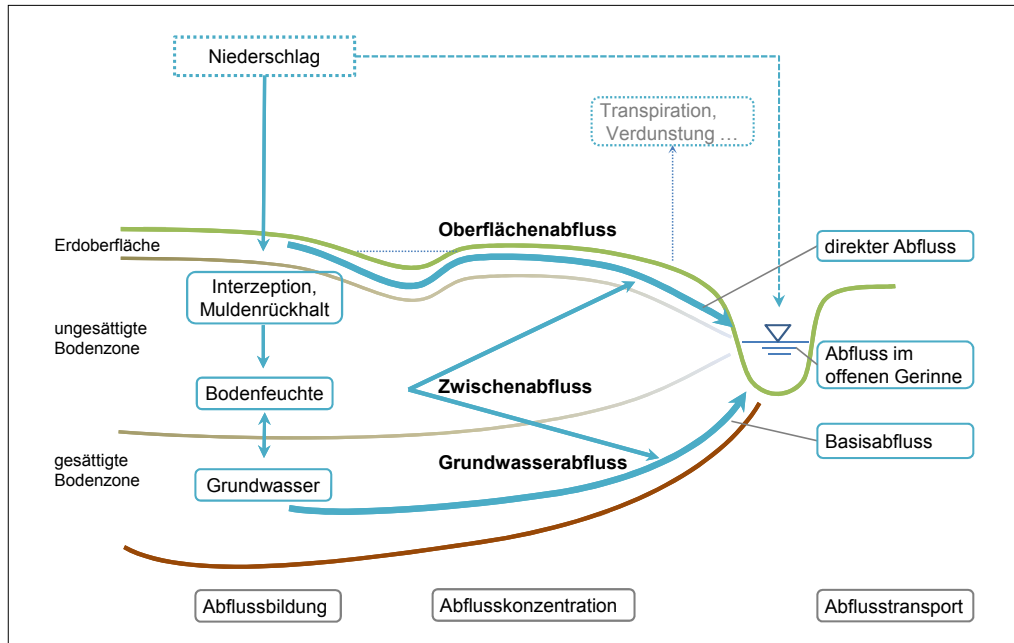 Niederschlag
Transpiration,
Verdunstung ...
Oberflächenabfluss
Erdoberfläche
direkter Abfluss
Interzeption,
Muldenrückhalt
ungesättigte
Bodenzone
Abfluss im
offenen Gerinne
Bodenfeuchte
Zwischenabfluss
Basisabfluss
gesättigte
Bodenzone
Grundwasserabfluss
Grundwasser
Abflussbildung
Abflusskonzentration
Abflusstransport